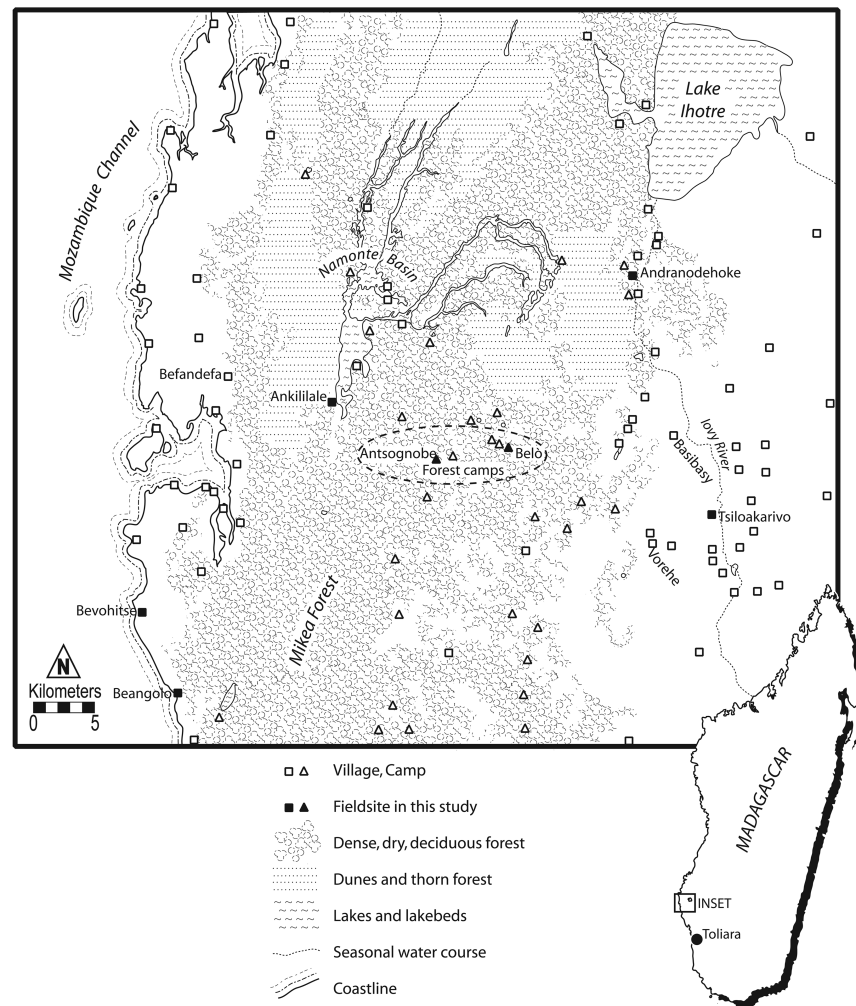 Mozambique Channel
Lake
Ihotre
Namonte Basin
Andranodehoke
Befandefa
Ankililale
Antsognobe
Belò
Forest camps
Iovy River
Basibasy
Tsiloakarivo
Vorehe
Mikea Forest
Bevohitse
Beangolo
N
Kilometers
0 5
Village, Camp
Fieldsite in this study
Dense, dry, deciduous forest
Dunes and thorn forest
Lakes and lakebeds
Seasonal water course
Coastline
MADAGASCAR
INSET
Toliara